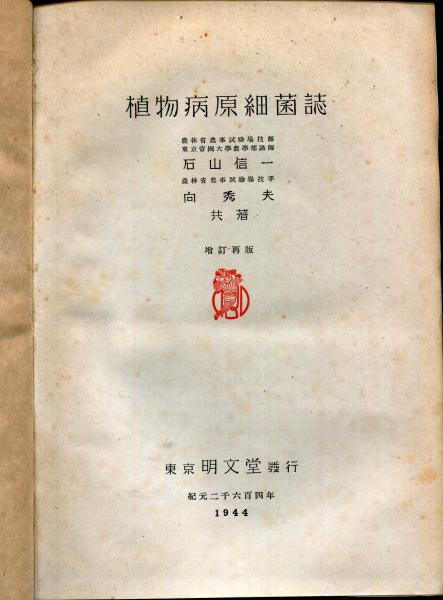 植物病原細菌誌
農林省農事試驗場技師
東京帝國大學農學部講師
石山信一
農林省農事試驗場技手
向秀夫
共著
增訂再版
東京 明文堂 發行
紀元二千六百四年
1944